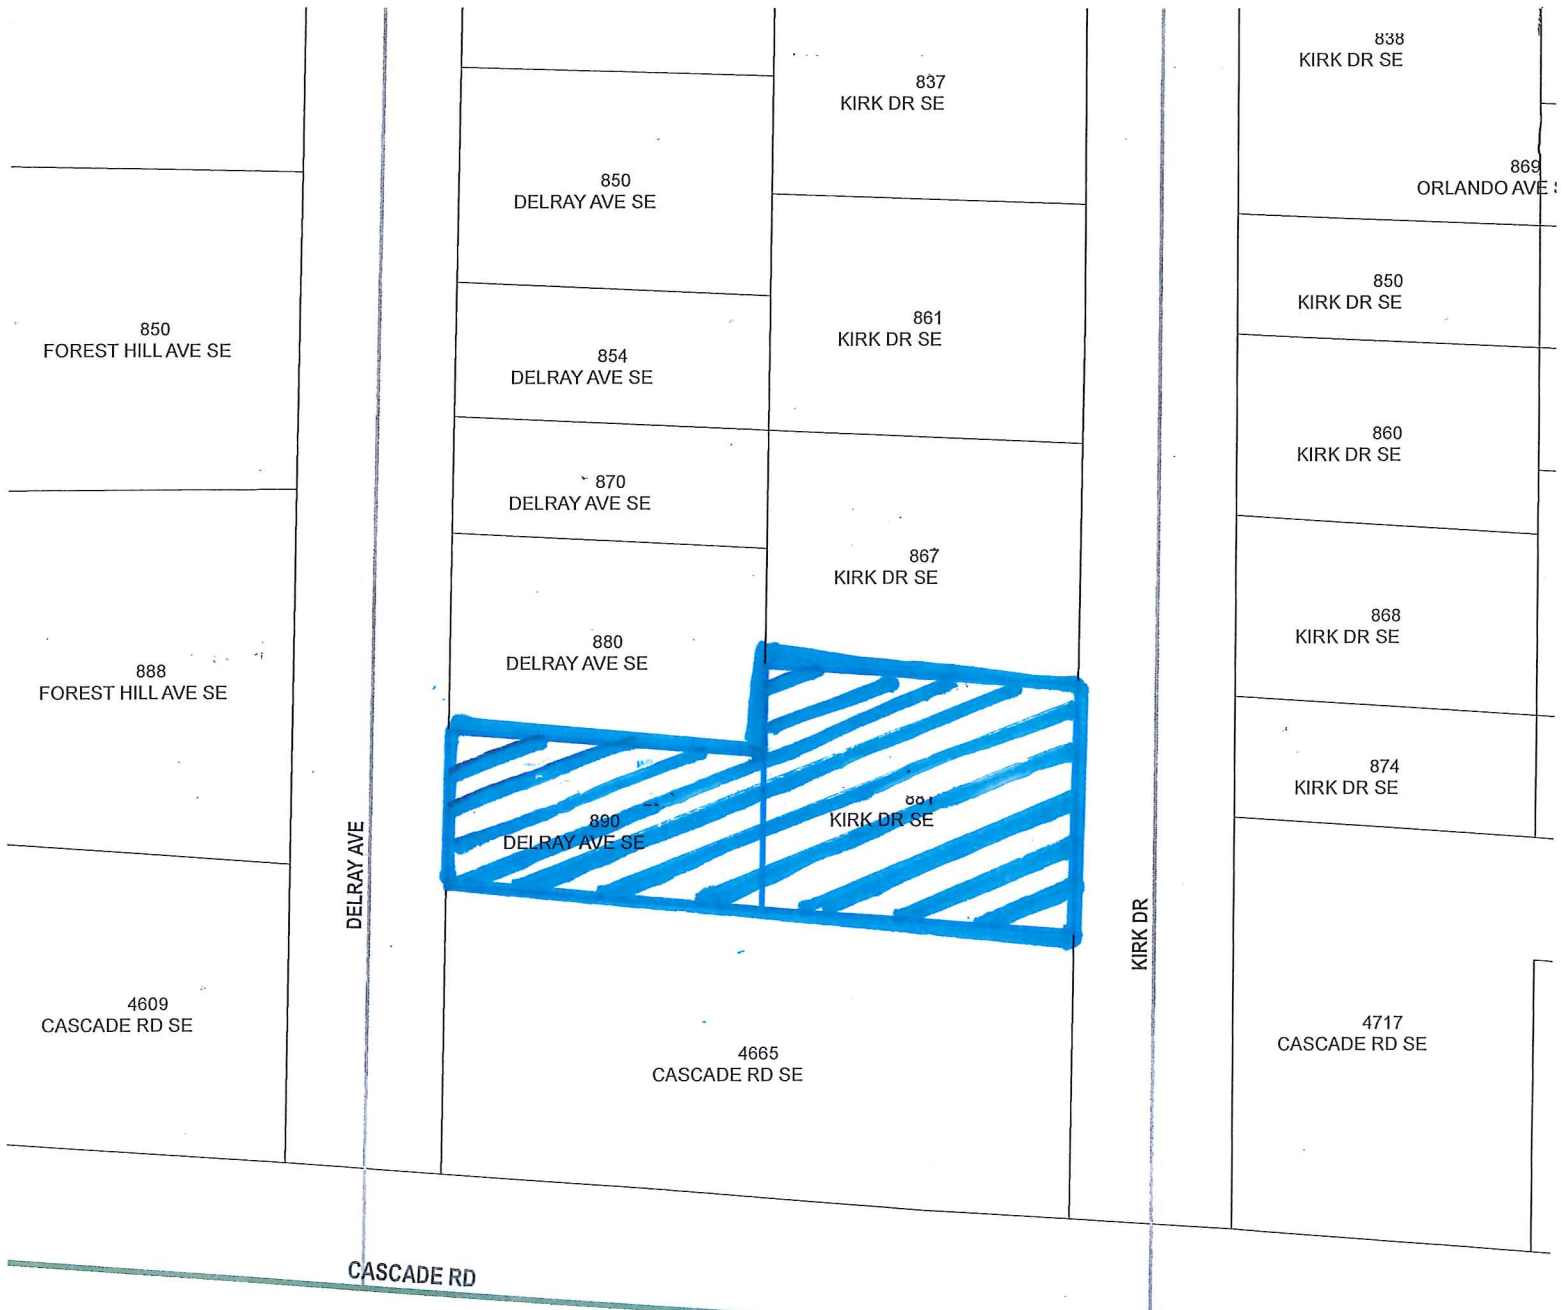 838
KIRK DR SE
837
KIRK DR SE
869
ORLANDO AVE
850
DELRAY AVE SE
850
KIRK DR SE
850
FOREST HILL AVE SE
861
KIRK DR SE
854
DELRAY AVE SE
860
KIRK DR SE
870
DELRAY AVE SE
867
KIRK DR SE
868
KIRK DR SE
880
DELRAY AVE SE
888
FOREST HILL AVE SE
874
KIRK DR SE
881
KIRK DR SE
890
DELRAY AVE SE
DELRAY AVE
KIRK DR
4609
CASCADE RD SE
4717
CASCADE RD SE
4665
CASCADE RD SE
CASCADE RD